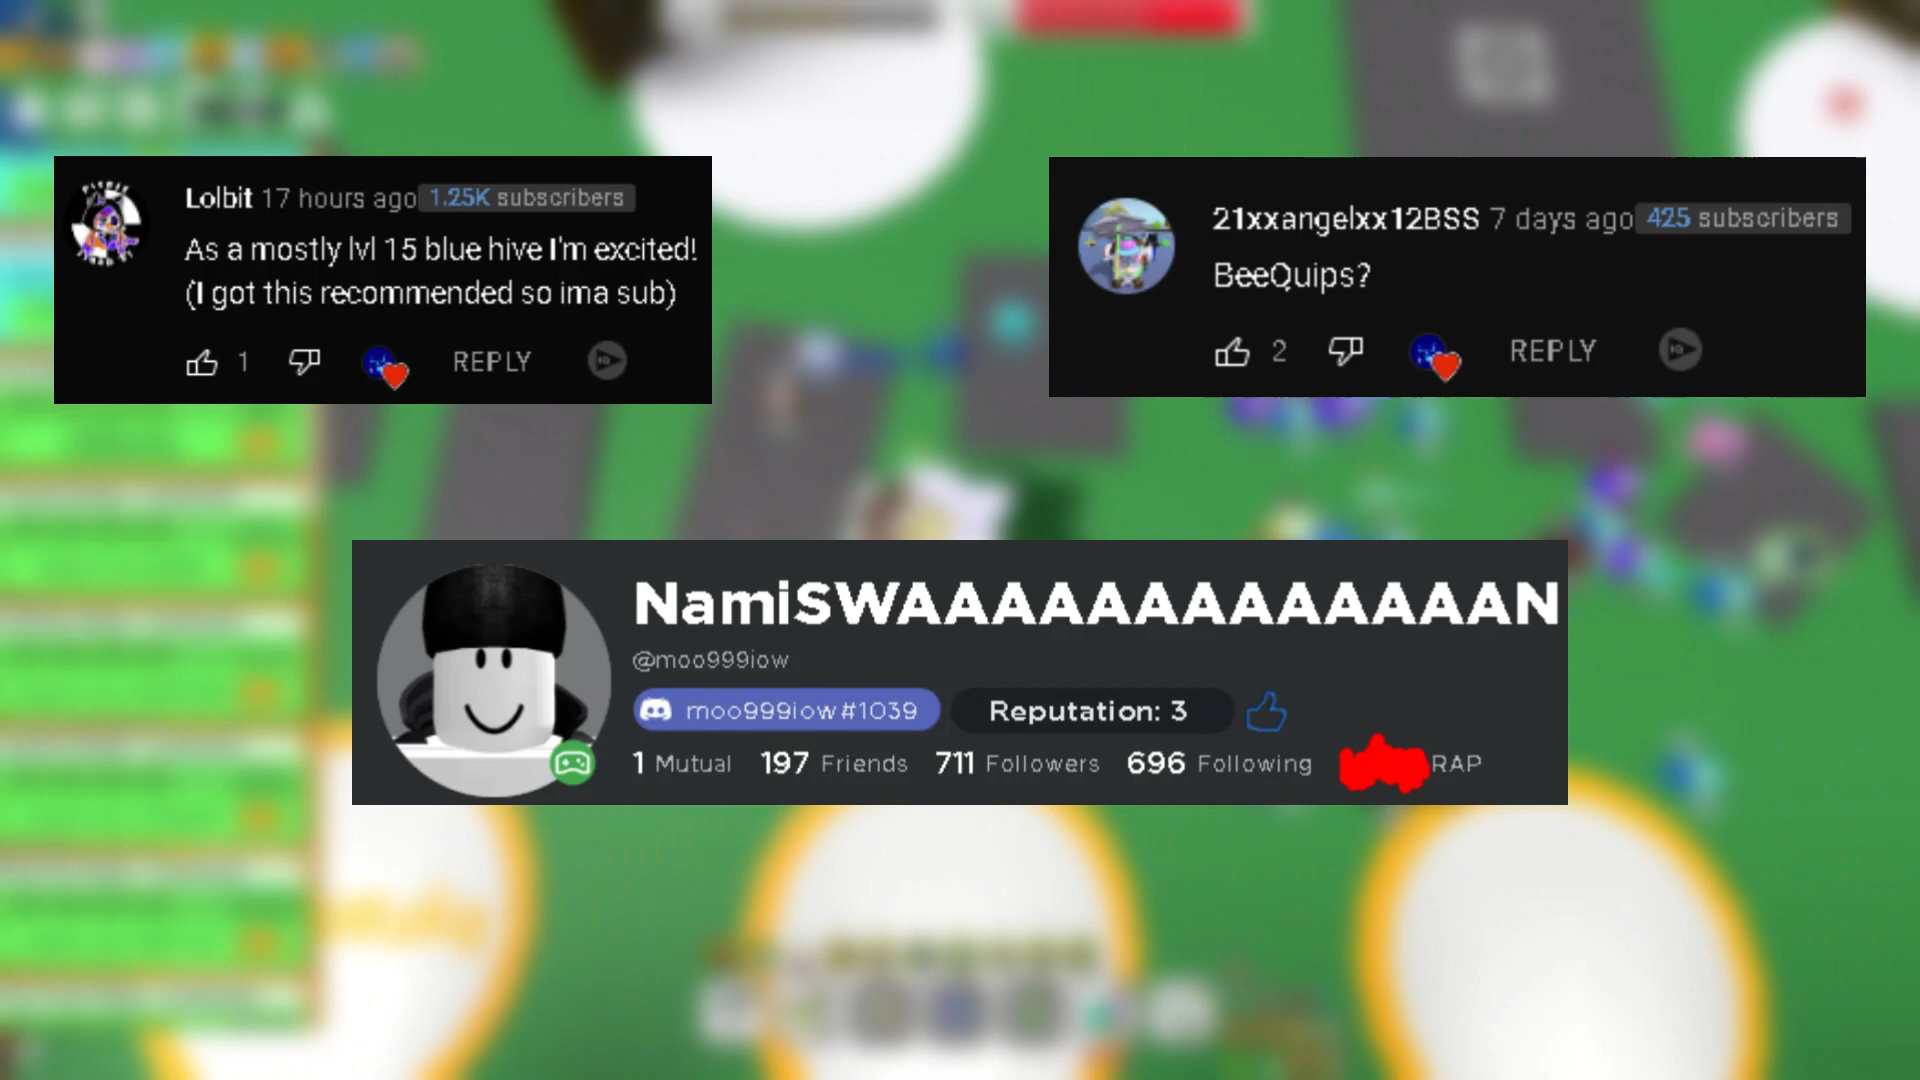 Lolbit 17 hours ago 1.25K subscribers
As a mostly lvl 15 blue hive I'm excited!
(I got this recommended so ima sub)
1 REPLY
21xxangelxx12BSS 7 days ago 425 subscribers
BeeQuips?
2 REPLY
NamiSWAAAAAAAAAAAAAAN
@moo999iow
moo999iow#1039 Reputation: 3
1 Mutual 197 Friends 711 Followers 696 Following RAP